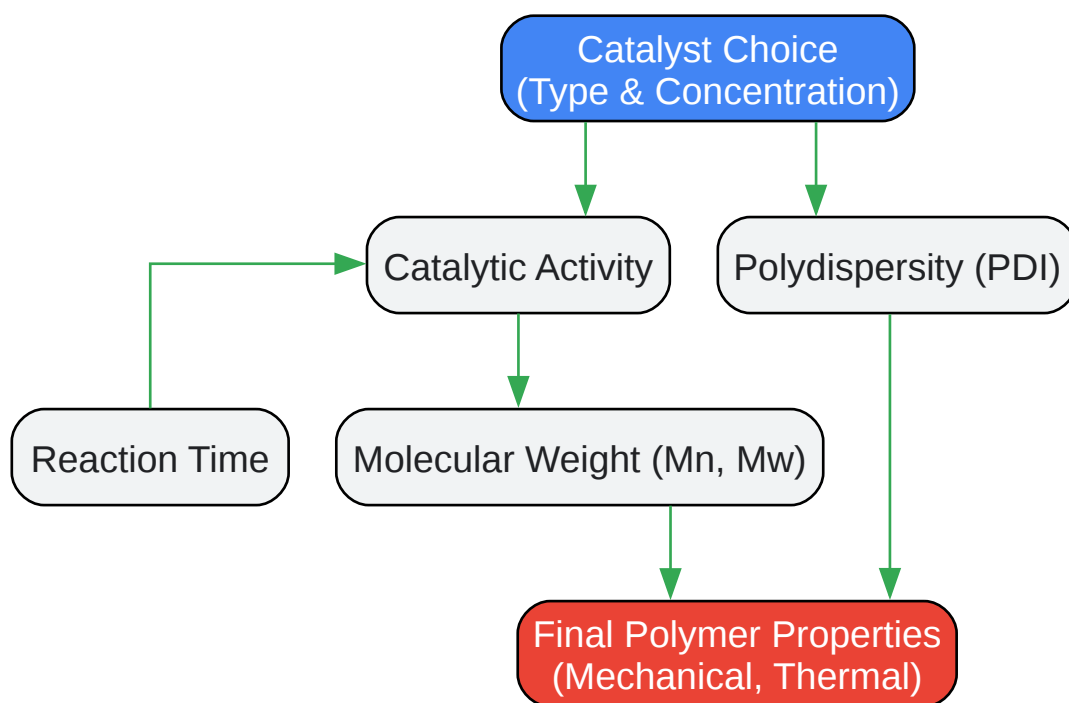 Catalyst Choice
(Type & Concentration)
Catalytic Activity
Polydispersity (PDI)
Reaction Time
Molecular Weight (Mn, Mw)
Final Polymer Properties
(Mechanical, Thermal)